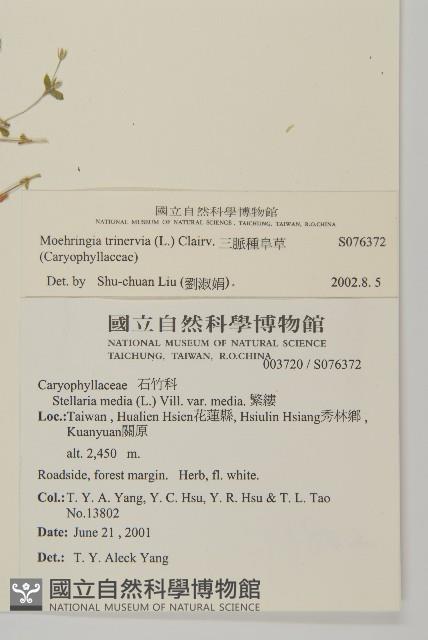 國立自然科學博物館
NATIONAL MUSEUM OF NATURAL SCIENCE , TAICHUNG, TAIWAN, R.O.CHINA
Moehringia trinervia (L.) Clairv. 三脈種阜草 S076372
(Caryophyllaceae)
Det. by Shu-chuan Liu (劉淑娟). 2002.8. 5
國立自然科學博物館
NATIONAL MUSEUM OF NATURAL SCIENCE
TAICHUNG, TAIWAN, R.O.CHINA
003720 / S076372
Caryophyllaceae 石竹科
Stellaria media (L.) Vill. var. media. 繁縷
Loc.:Taiwan , Hualien Hsien花蓮縣, Hsiulin Hsiang秀林鄉 ,
Kuanyuan關原
alt. 2,450 m.
Roadside, forest margin. Herb, fl. white.
Col.: T. Y. A. Yang, Y. C. Hsu, Y. R. Hsu & T. L. Tao
No.13802
Date: June 21 , 2001
Det.: T. Y. Aleck Yang
國立自然科學博物館
NATIONAL MUSEUM OF NATURAL SCIENCE